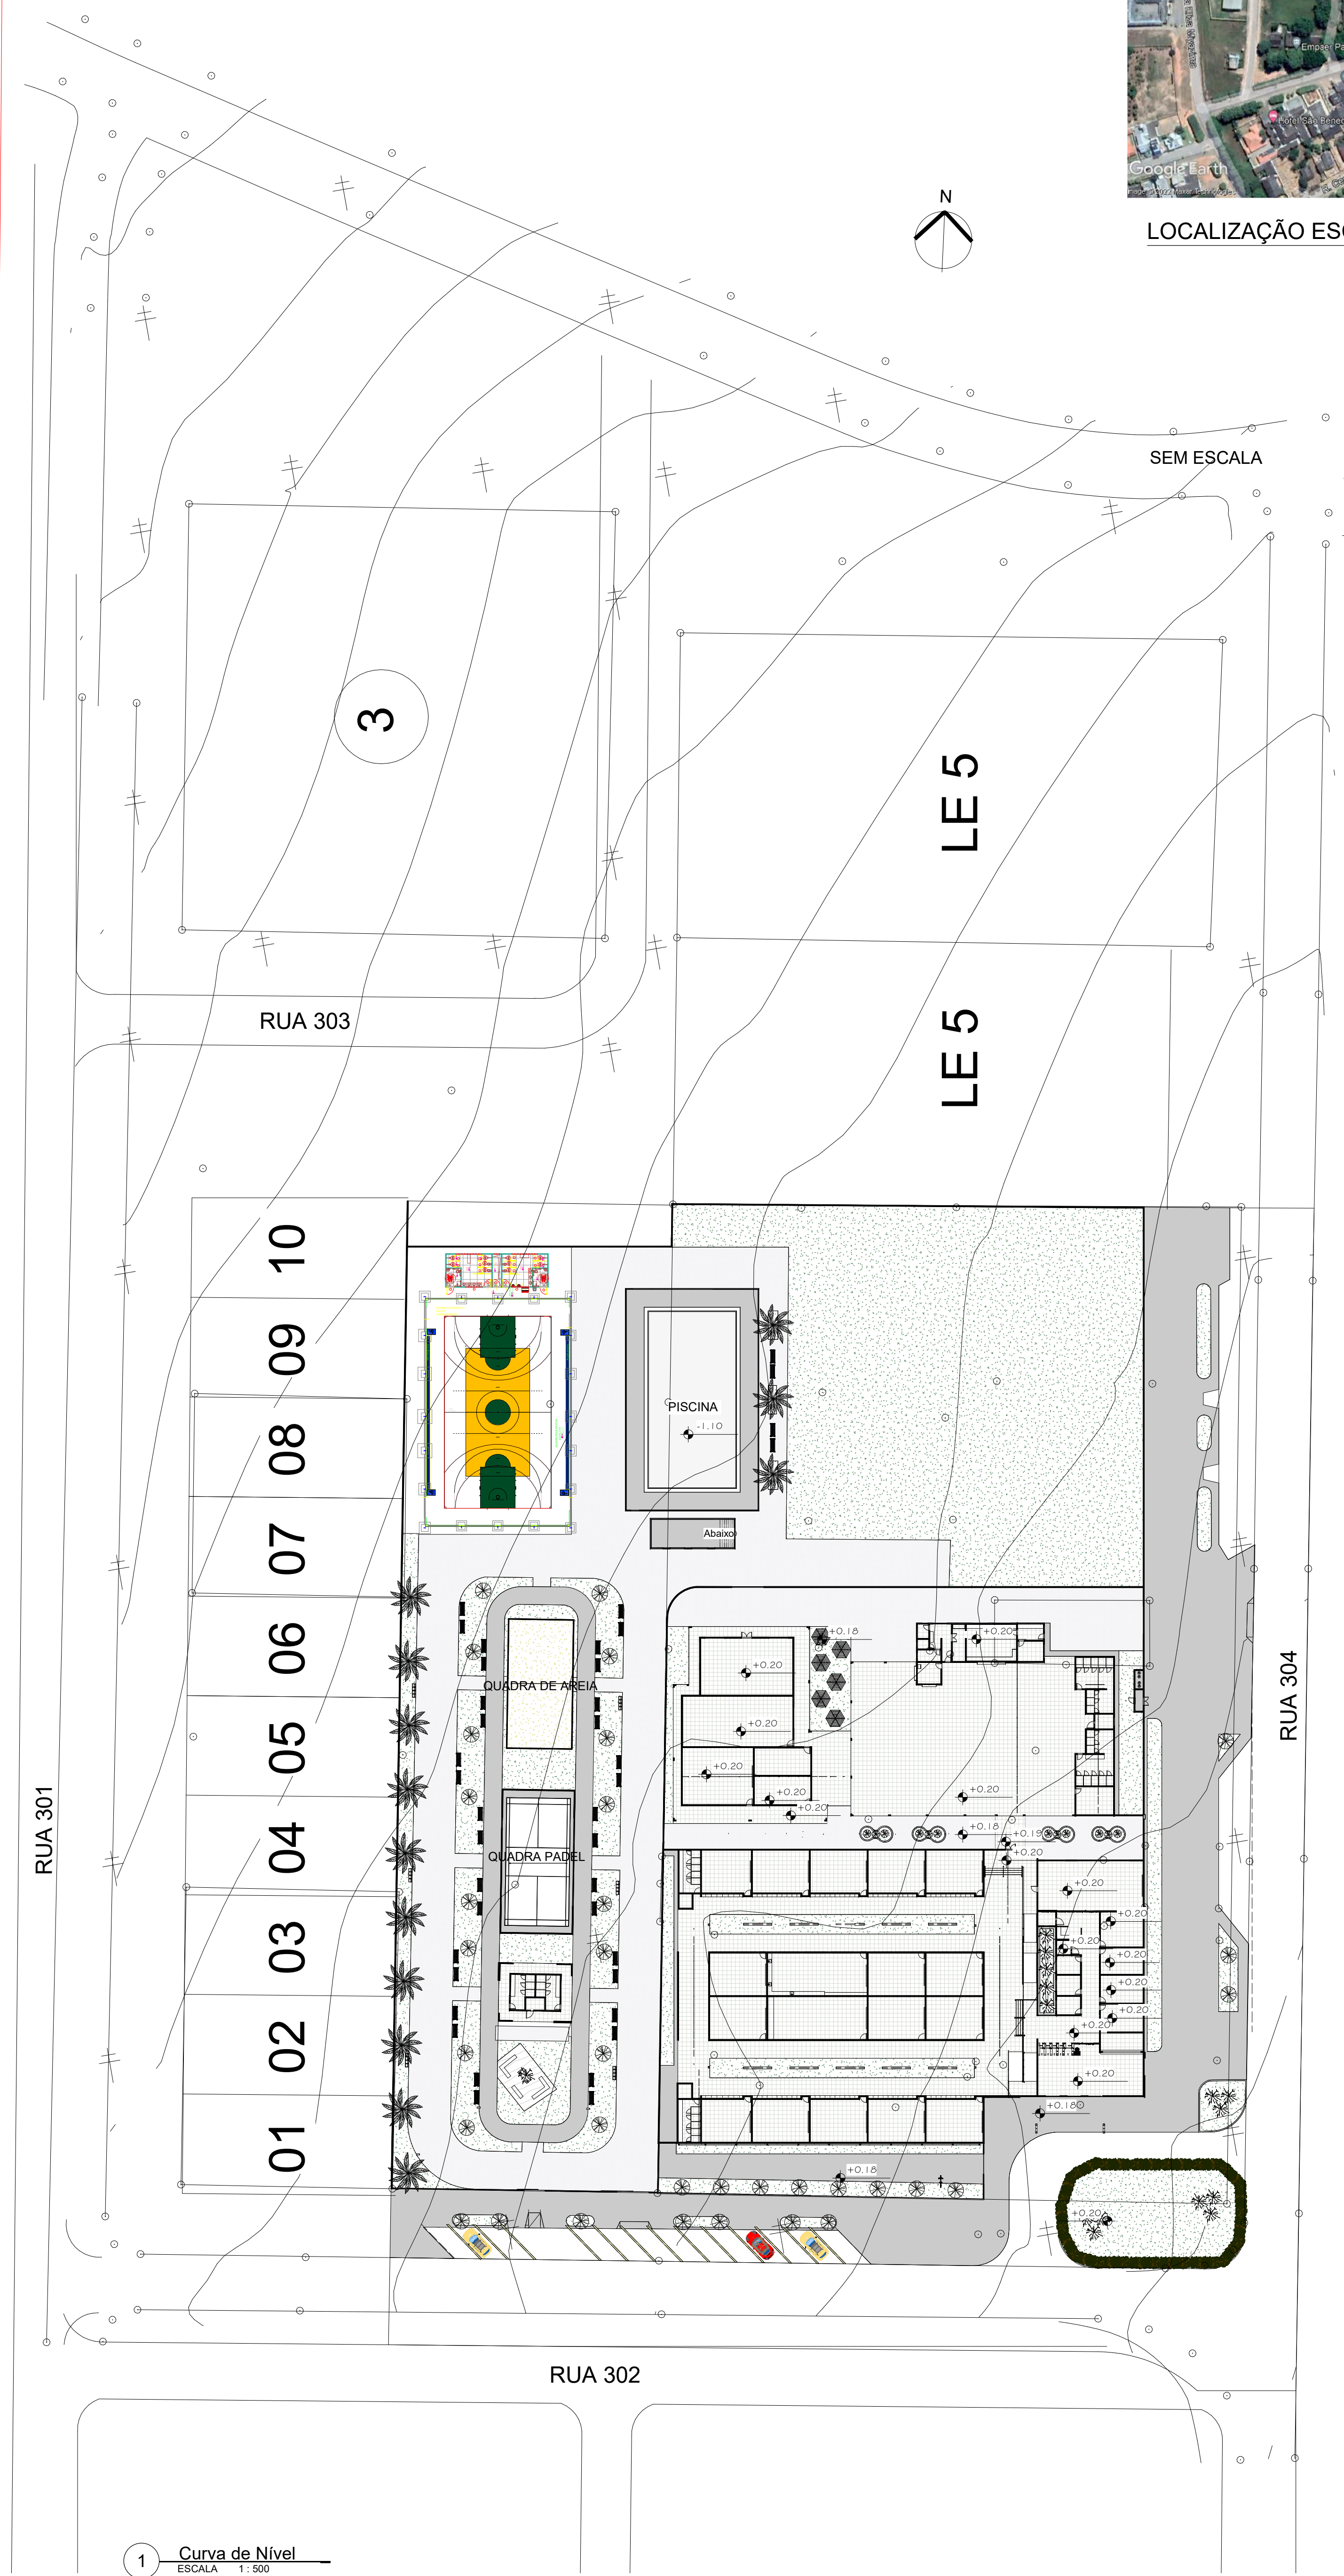 Empaer Pa
Hotel São Bened
Google Earth
LOCALIZAÇÃO ESC
N
SEM ESCALA
3
LE 5
LE 5
RUA 303
10
09
08
07
06
05
04
03
02
01
PISCINA
-1.10
Abaixo
QUADRA DE AREIA
QUADRA PADEL
+0.18
+0.20
+0.20
+0.20
+0.20
+0.20
+0.20
+0.20
+0.18
+0.19
+0.20
+0.20
+0.20
+0.20
+0.20
+0.20
+0.20
+0.20
+0.20
+0.18
+0.18
+0.20
RUA 301
RUA 304
RUA 302
1
Curva de Nível
ESCALA 1 : 500